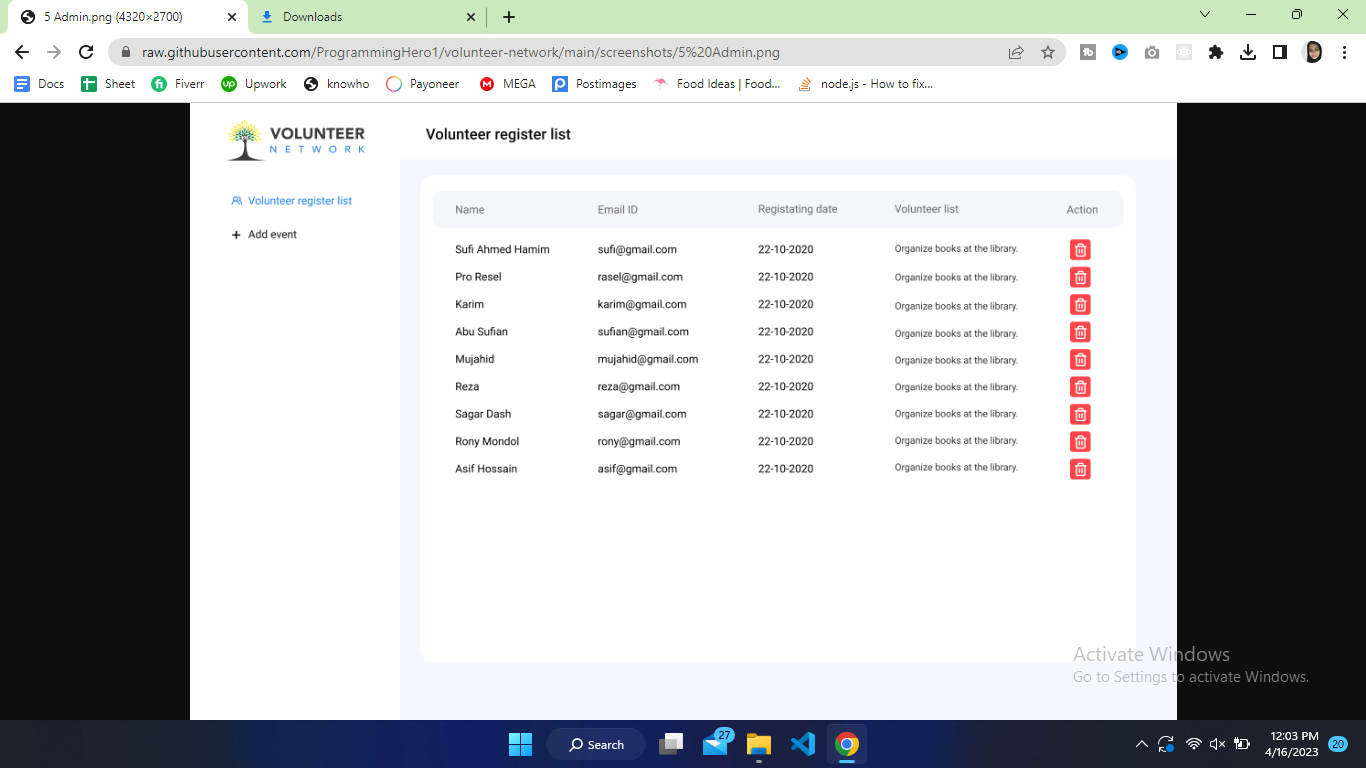 5 Admin.png (4320×2700)
Downloads
raw.githubusercontent.com/ProgrammingHero1/volunteer-network/main/screenshots/5%20Admin.png
Docs Sheet Fiverr Upwork knowho Payoneer MEGA Postimages Food Ideas | Food... node.js - How to fix...
VOLUNTEER
NETWORK
Volunteer register list
Volunteer register list
Add event
Name Email ID Registating date Volunteer list Action
Sufi Ahmed Hamim sufi@gmail.com 22-10-2020 Organize books at the library.
Pro Resel rasel@gmail.com 22-10-2020 Organize books at the library.
Karim karim@gmail.com 22-10-2020 Organize books at the library.
Abu Sufian sufian@gmail.com 22-10-2020 Organize books at the library.
Mujahid mujahid@gmail.com 22-10-2020 Organize books at the library.
Reza reza@gmail.com 22-10-2020 Organize books at the library.
Sagar Dash sagar@gmail.com 22-10-2020 Organize books at the library.
Rony Mondol rony@gmail.com 22-10-2020 Organize books at the library.
Asif Hossain asif@gmail.com 22-10-2020 Organize books at the library.
Activate Windows
Go to Settings to activate Windows.
Search
27
12:03 PM
4/16/2023
20